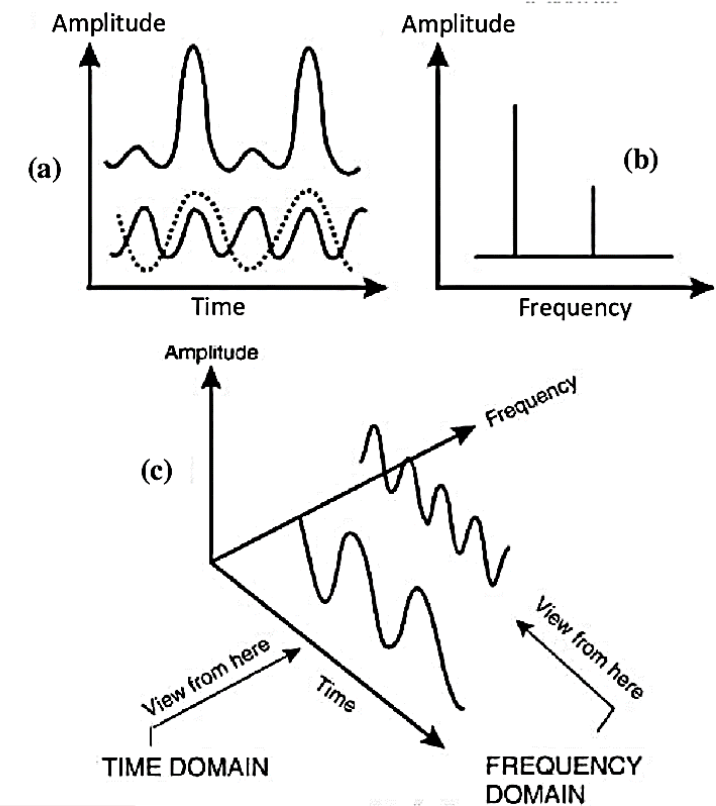 Amplitude
(a)
Time
Amplitude
(b)
Frequency
Amplitude
(c)
Frequency
View from here
Time
View from here
TIME DOMAIN
FREQUENCY
DOMAIN